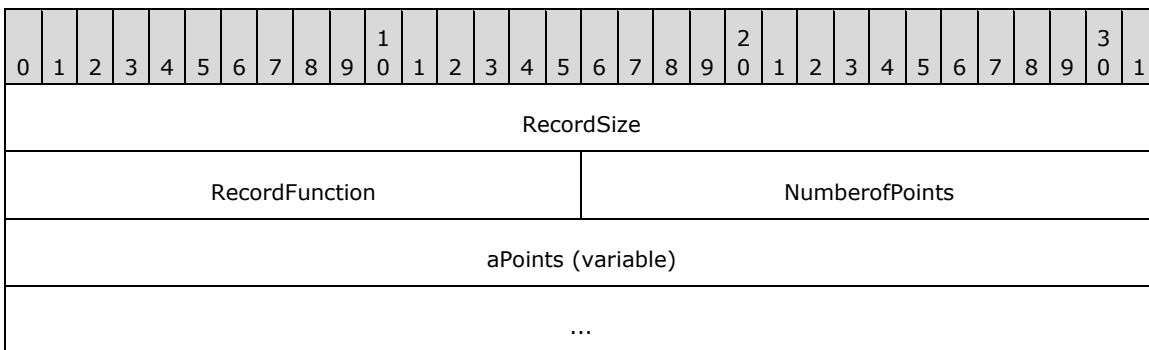 1 2 3
0 1 2 3 4 5 6 7 8 9 0 1 2 3 4 5 6 7 8 9 0 1 2 3 4 5 6 7 8 9 0 1
RecordSize
RecordFunction NumberofPoints
aPoints (variable)
...